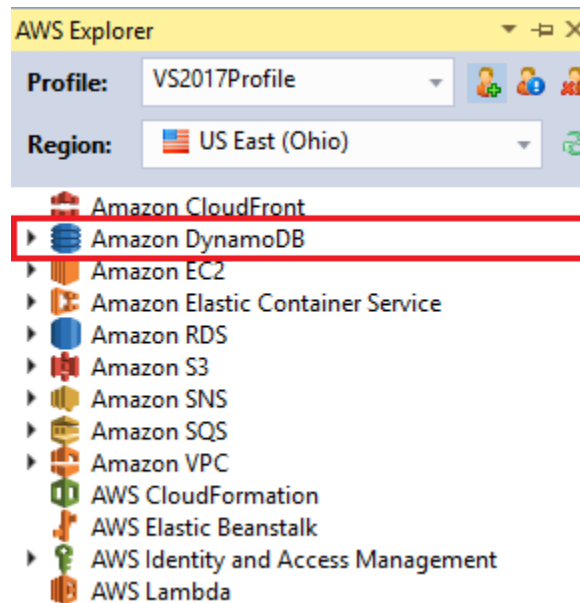 AWS Explorer
Profile: VS2017Profile
Region: US East (Ohio)
Amazon CloudFront
Amazon DynamoDB
Amazon EC2
Amazon Elastic Container Service
Amazon RDS
Amazon S3
Amazon SNS
Amazon SQS
Amazon VPC
AWS CloudFormation
AWS Elastic Beanstalk
AWS Identity and Access Management
AWS Lambda